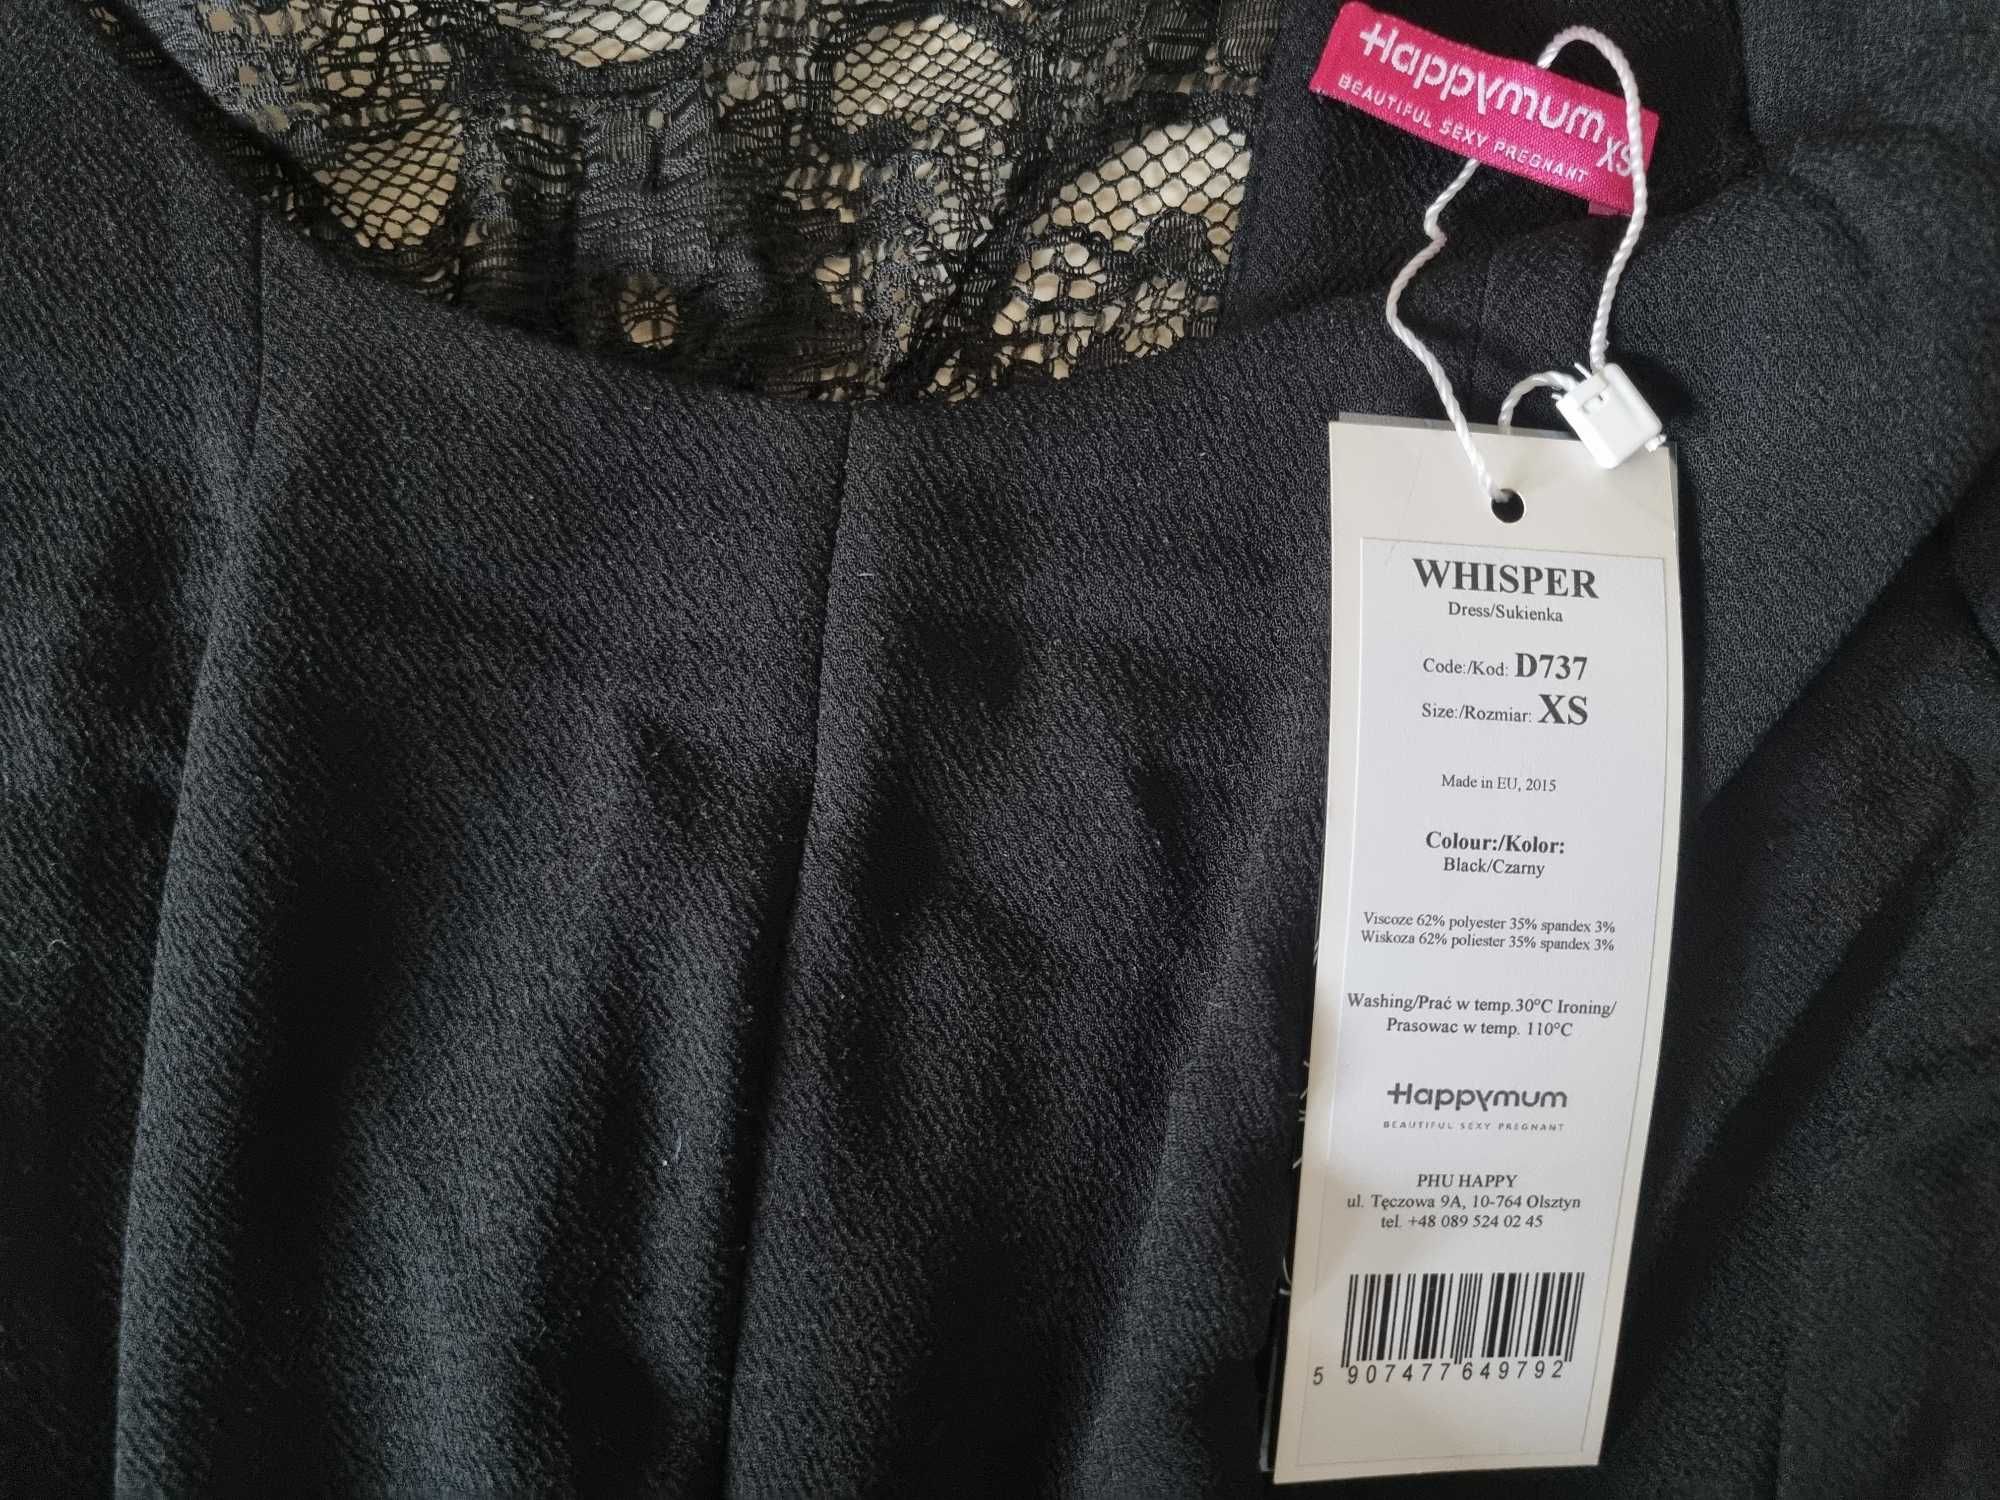 Happymum
BEAUTIFUL SEXY PREGNANT
XS
WHISPER
Dress/Sukienka
Code:/Kod: D737
Size:/Rozmiar: XS
Made in EU, 2015
Colour:/Kolor:
Black/Czarny
Viscoze 62% polyester 35% spandex 3%
Wiskoza 62% poliester 35% spandex 3%
Washing/Prać w temp.30°C Ironing/
Prasowac w temp. 110°C
Happymum
BEAUTIFUL SEXY PREGNANT
PHU HAPPY
ul. Tęczowa 9A, 10-764 Olsztyn
tel. +48 089 524 02 45
5 907477 649792